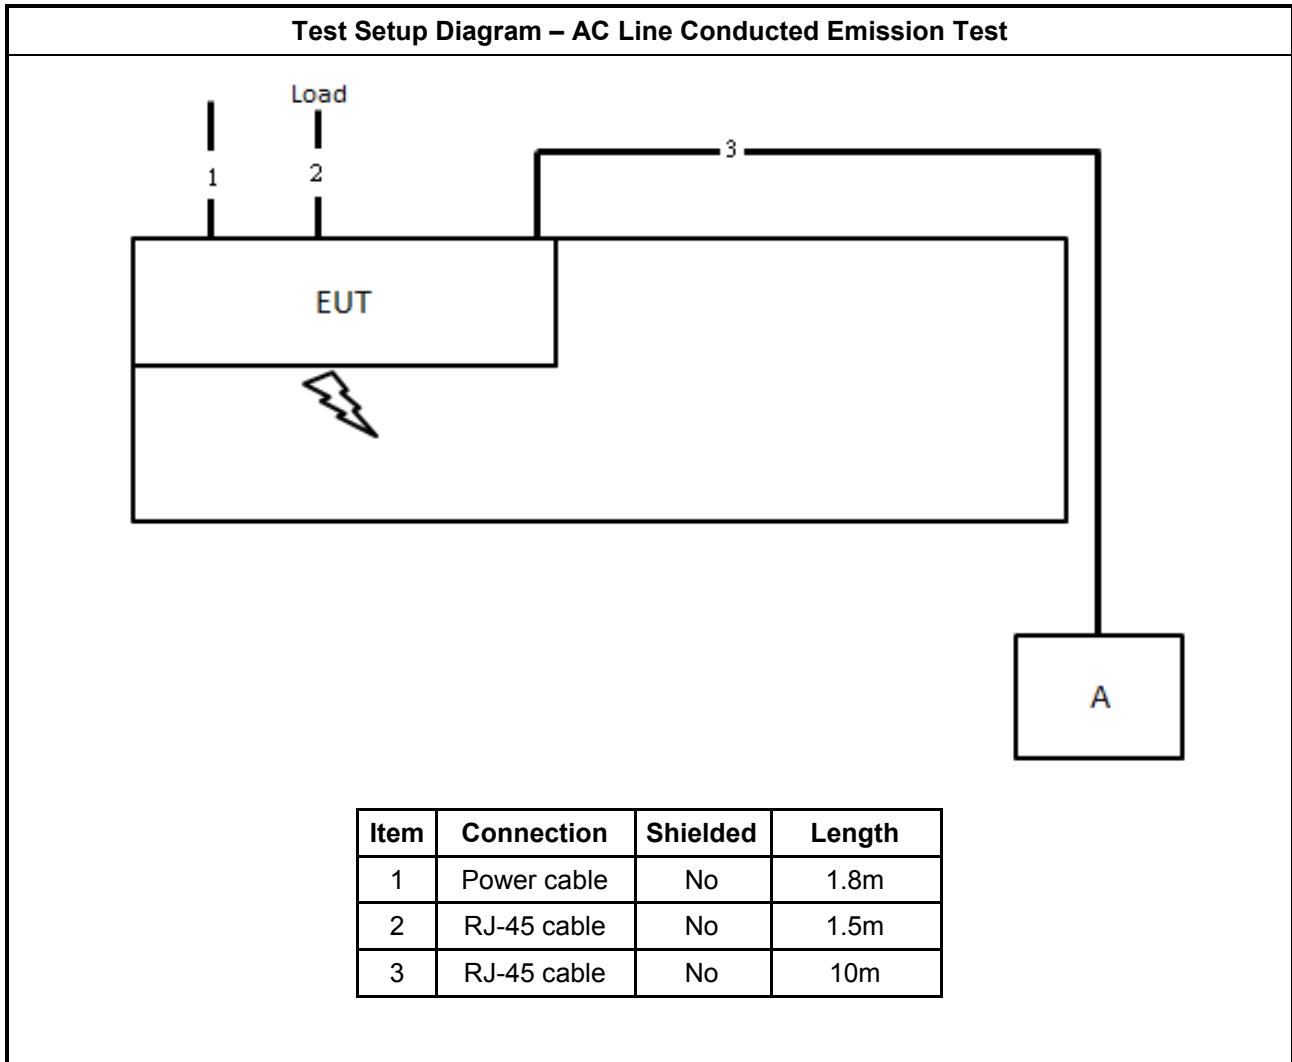 Test Setup Diagram – AC Line Conducted Emission Test
Load
1
2
3
EUT
A
Item Connection Shielded Length
1 Power cable No 1.8m
2 RJ-45 cable No 1.5m
3 RJ-45 cable No 10m